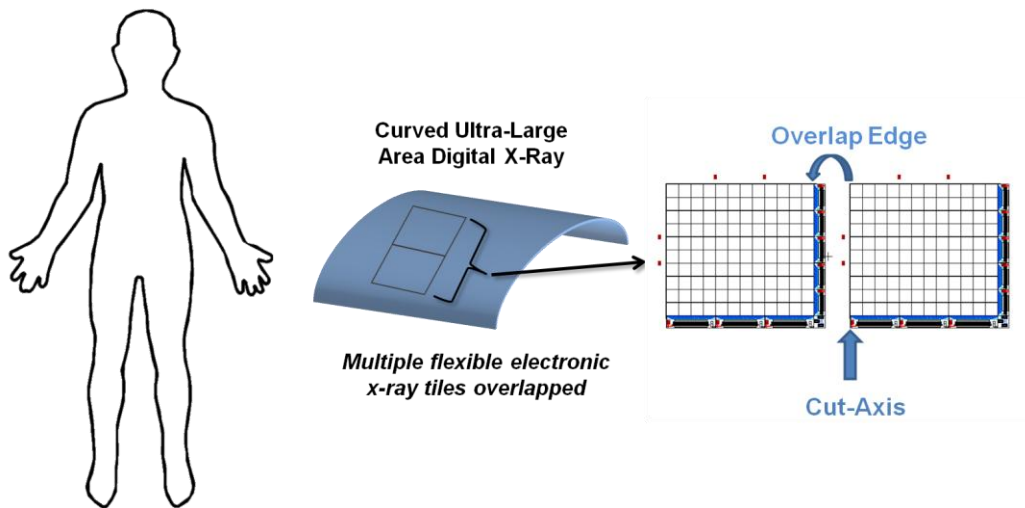 Curved Ultra-Large
Area Digital X-Ray
Multiple flexible electronic
x-ray tiles overlapped
Overlap Edge
Cut-Axis